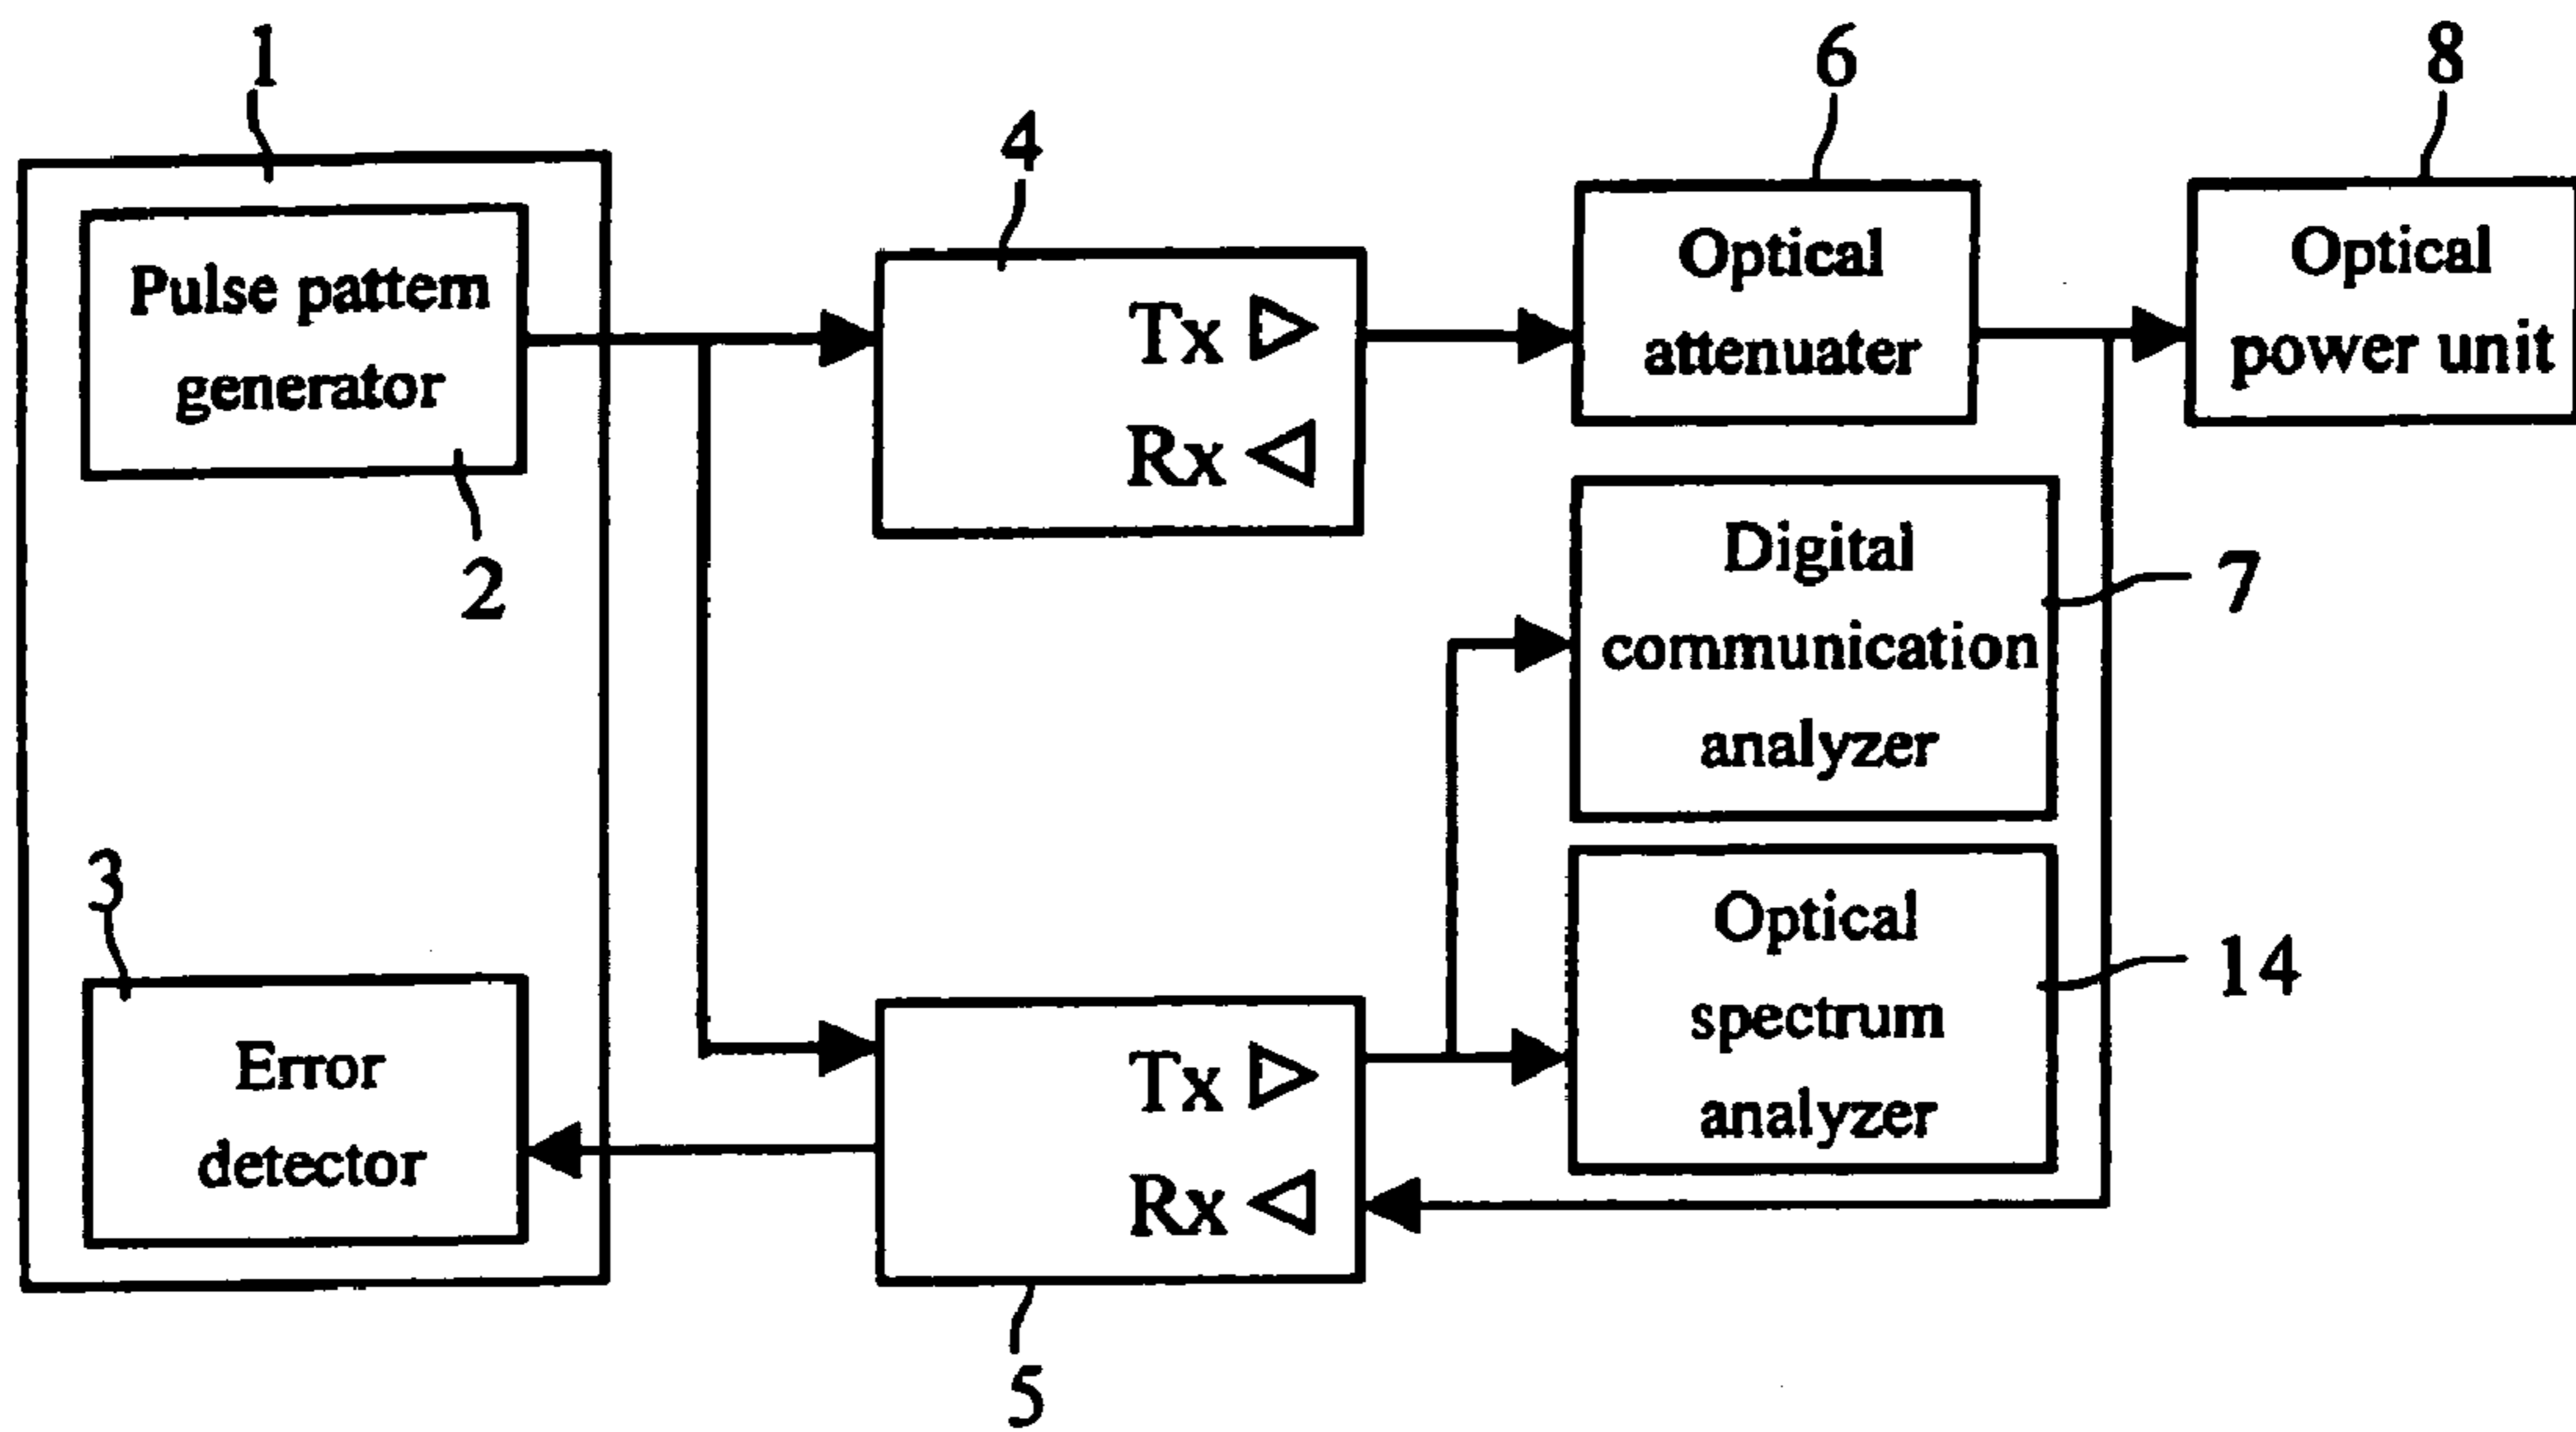 1
Pulse pattern
generator
2
3
Error
detector
4
Tx
Rx
5
Tx
Rx
6
Optical
attenuater
8
Optical
power unit
Digital
communication
analyzer
7
Optical
spectrum
analyzer
14